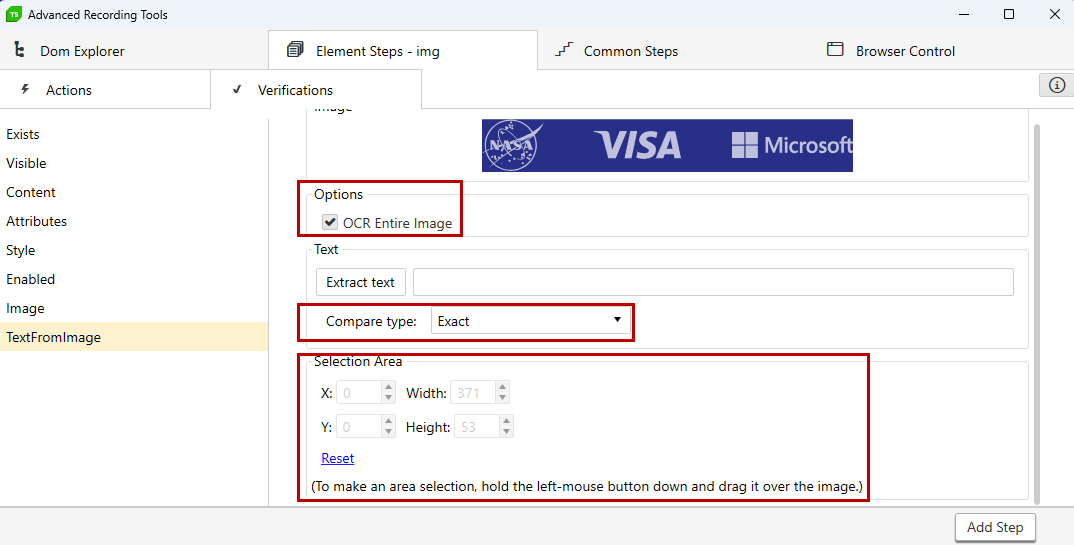 TS Advanced Recording Tools
Dom Explorer Element Steps - img Common Steps Browser Control
Actions Verifications
Exists
Visible
Content
Attributes
Style
Enabled
Image
TextFromImage
Image
NASA VISA Microsoft
Options
OCR Entire Image
Text
Extract text
Compare type: Exact
Selection Area
X: 0 Width: 371
Y: 0 Height: 53
Reset
(To make an area selection, hold the left-mouse button down and drag it over the image.)
Add Step